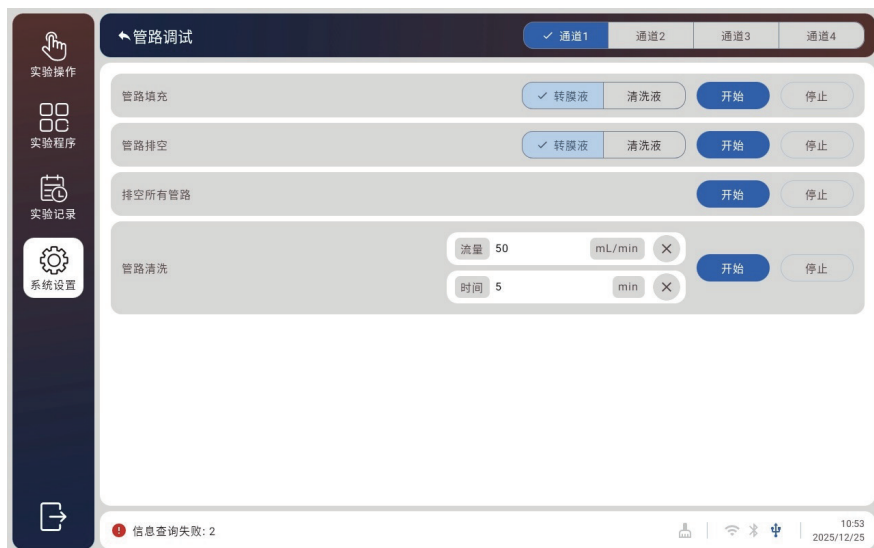 实验操作
实验程序
实验记录
系统设置
管路调试
通道1 通道2 通道3 通道4
管路填充 转膜液 清洗液 开始 停止
管路排空 转膜液 清洗液 开始 停止
排空所有管路 开始 停止
管路清洗 流量 50 mL/min 开始 停止
时间 5 min
信息查询失败: 2
10:53
2025/12/25